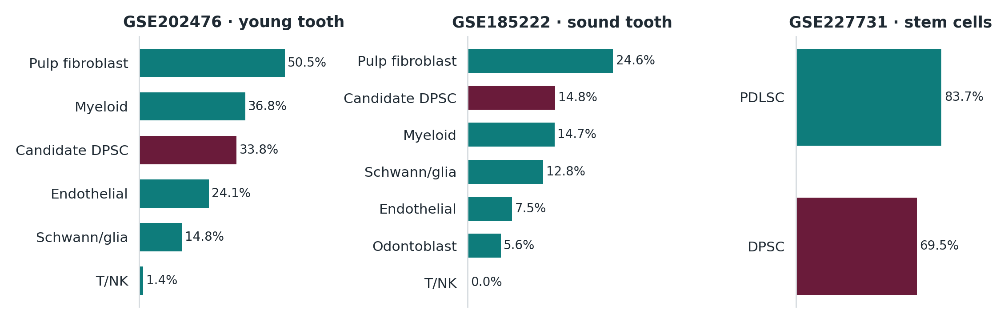 GSE202476 · young tooth
Pulp fibroblast 50.5%
Myeloid 36.8%
Candidate DPSC 33.8%
Endothelial 24.1%
Schwann/glia 14.8%
T/NK 1.4%
GSE185222 · sound tooth
Pulp fibroblast 24.6%
Candidate DPSC 14.8%
Myeloid 14.7%
Schwann/glia 12.8%
Endothelial 7.5%
Odontoblast 5.6%
T/NK 0.0%
GSE227731 · stem cells
PDLSC 83.7%
DPSC 69.5%